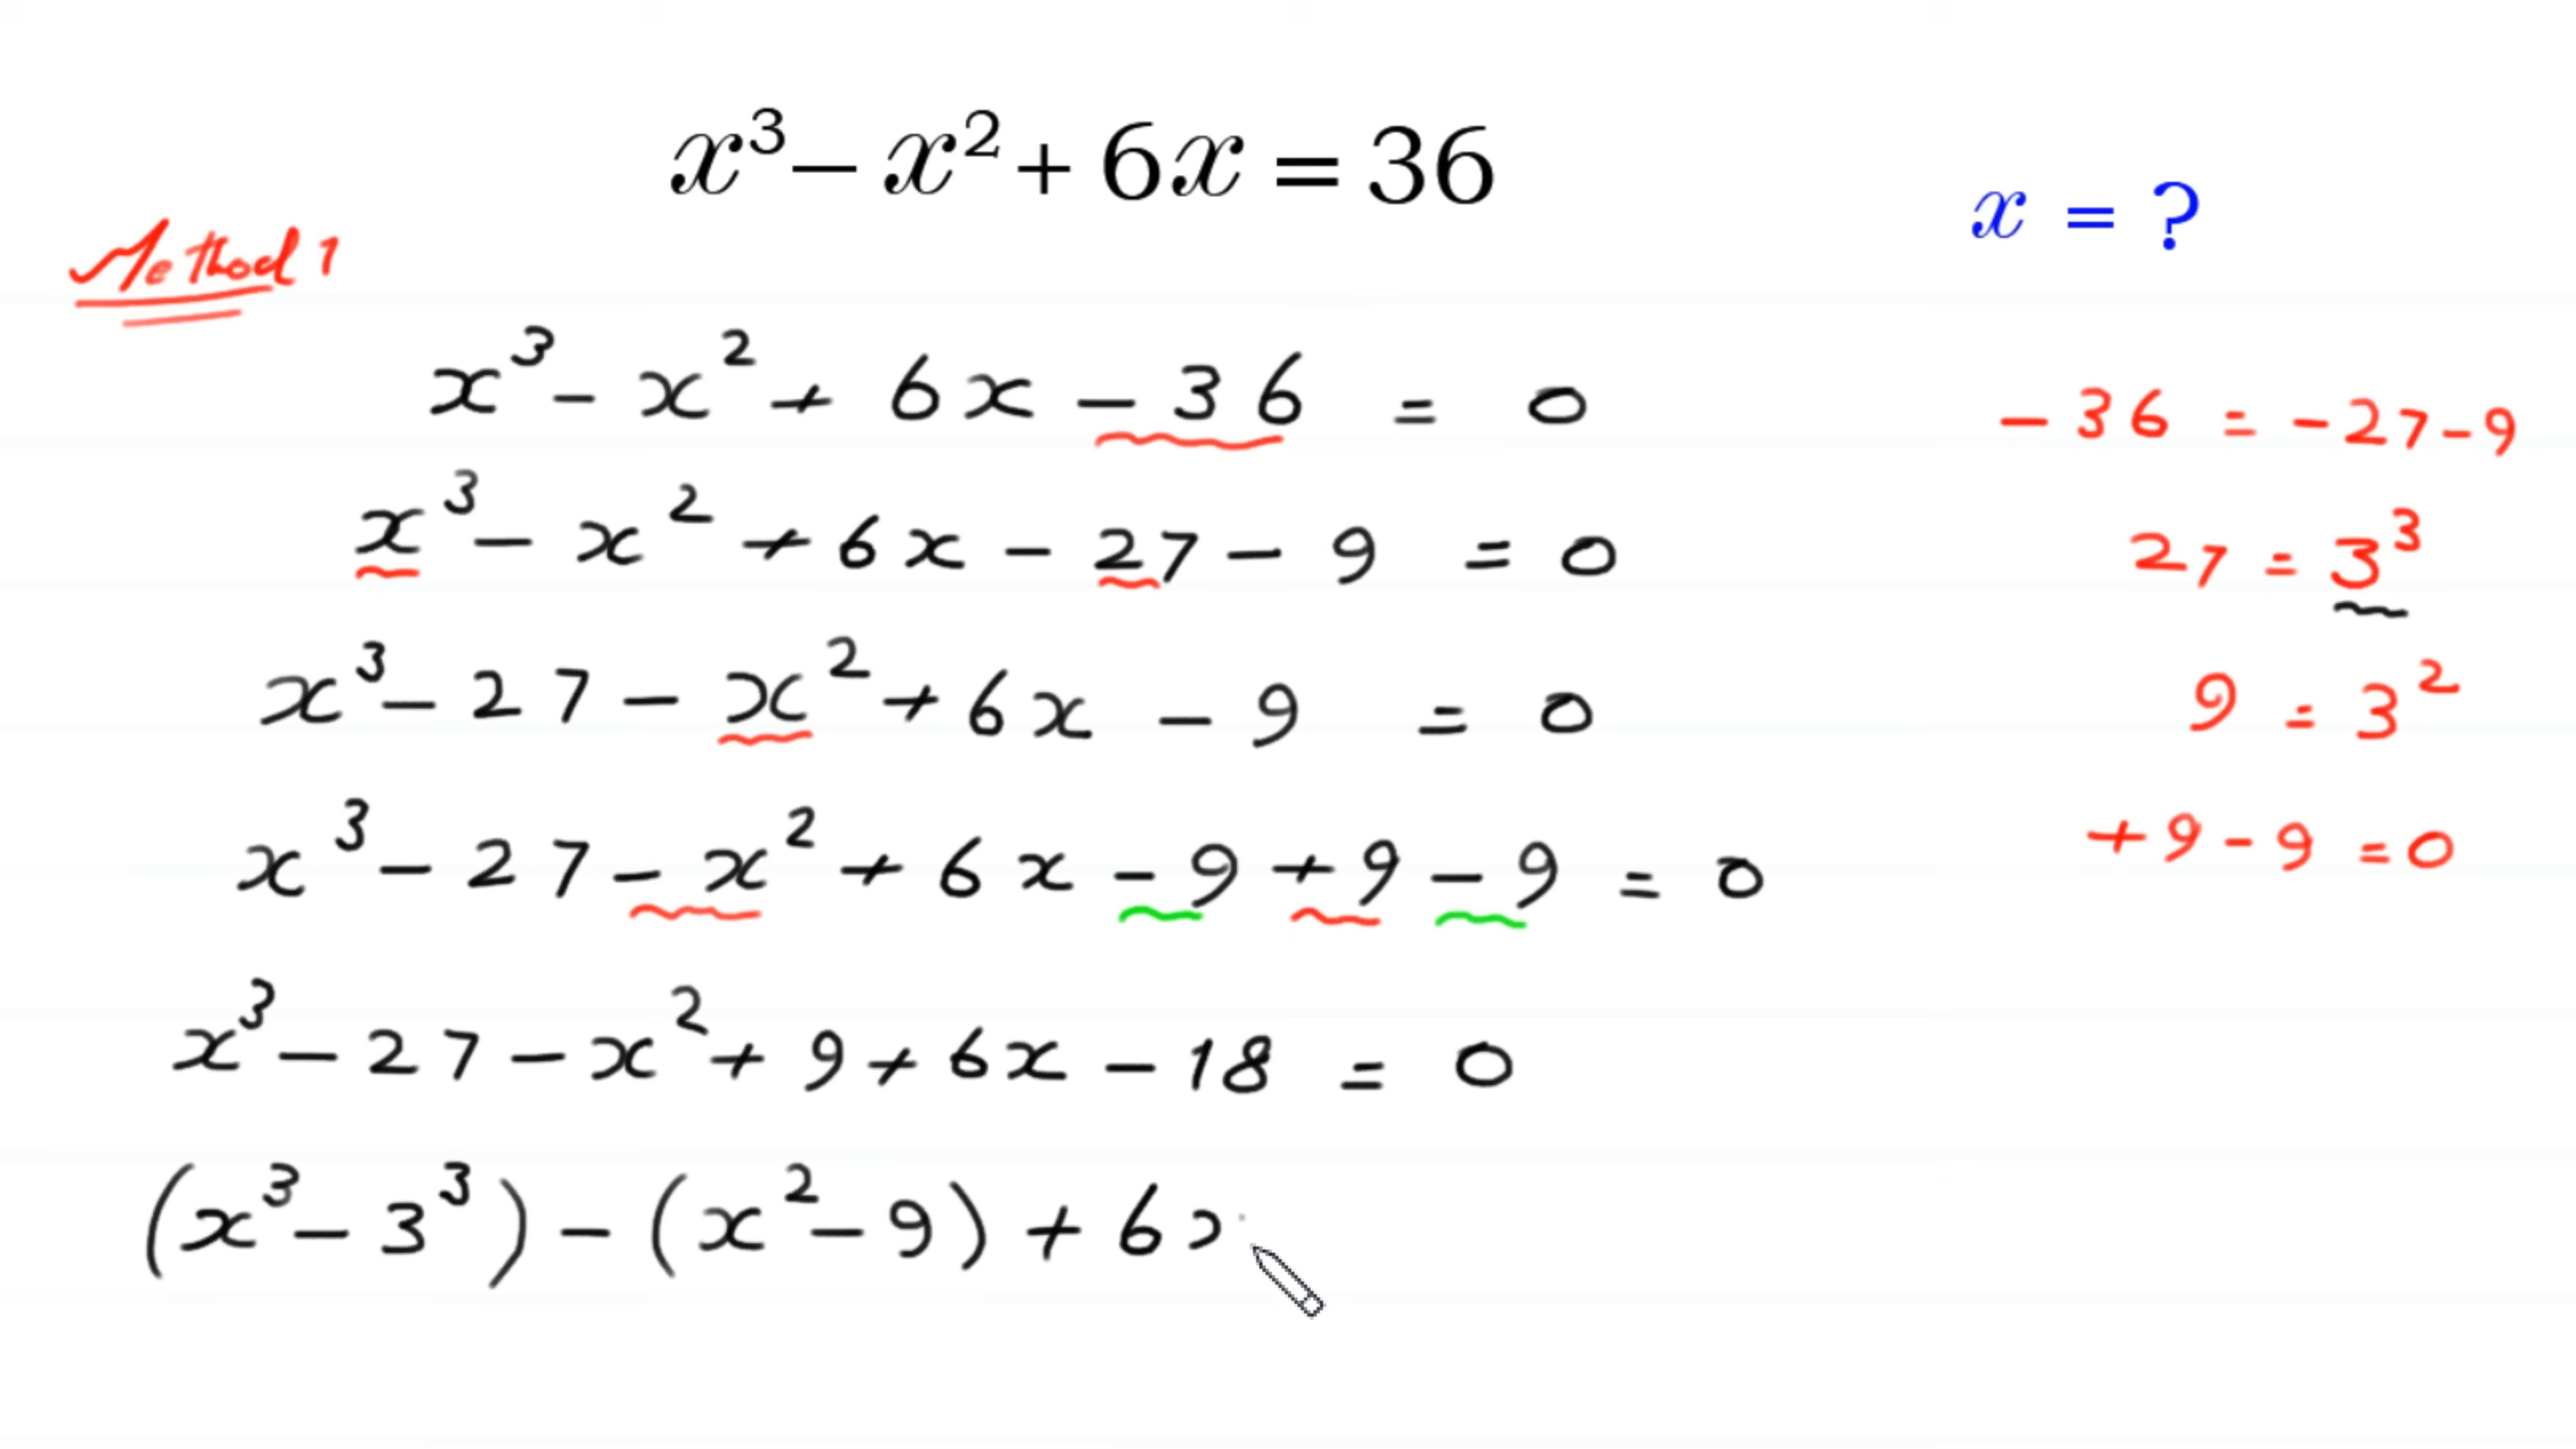 x³ − x² + 6x = 36
x = ?
Method 1
x³ − x² + 6x − 36 = 0
− 36 = −27 − 9
x³ − x² + 6x − 27 − 9 = 0
27 = 3³
x³ − 27 − x² + 6x − 9 = 0
9 = 3²
x³ − 27 − x² + 6x − 9 + 9 − 9 = 0
+ 9 − 9 = 0
x³ − 27 − x² + 9 + 6x − 18 = 0
(x³ − 3³) − (x² − 9) + 6